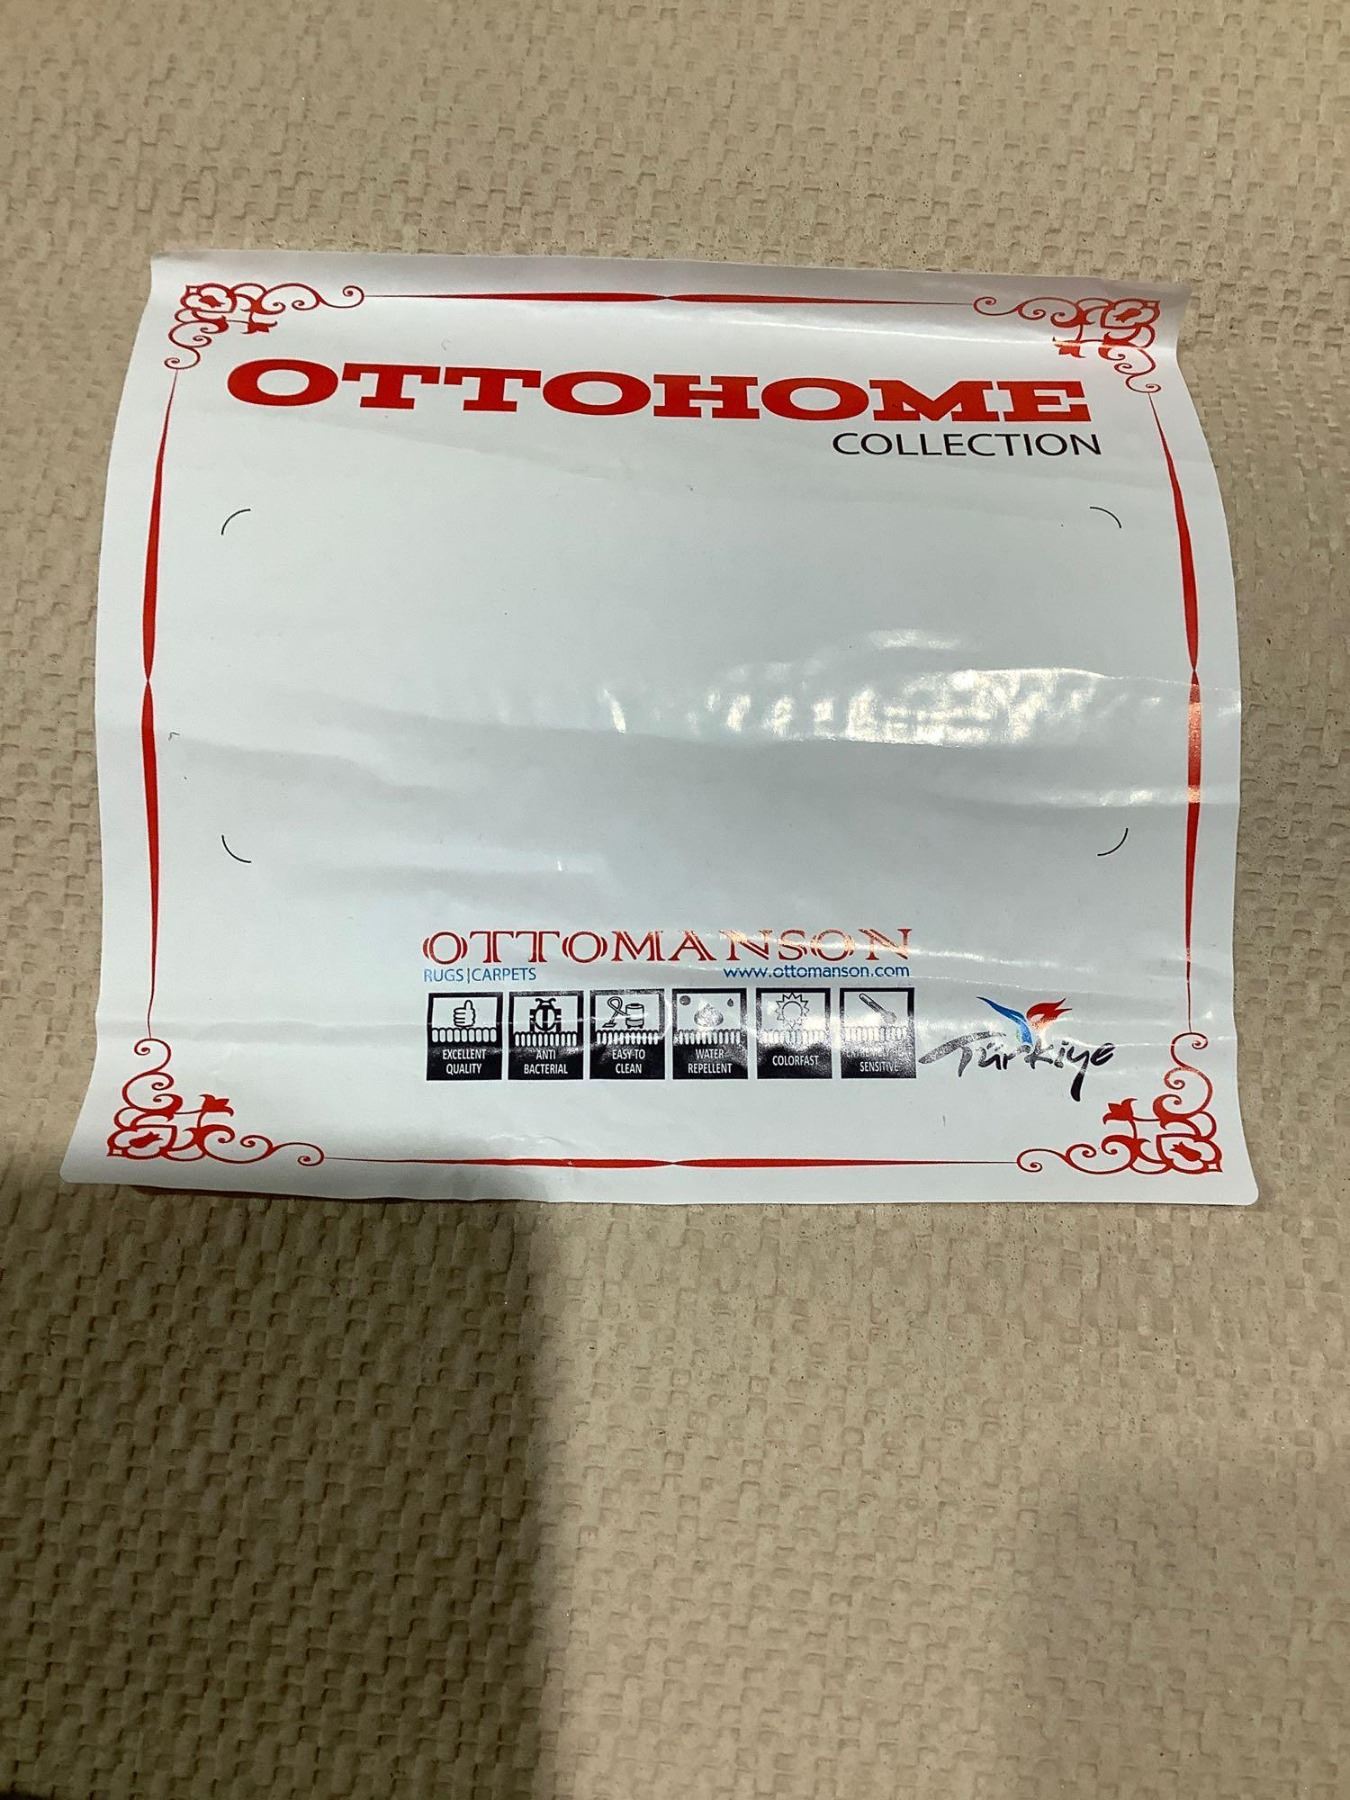 OTTOHOME
COLLECTION
OTTOMANSON
RUGS|CARPETS
www.ottomanson.com
EXCELLENT
QUALITY
ANTI
BACTERIAL
EASY TO
CLEAN
WATER
REPELLENT
COLORFAST
SENSITIVE
Türkiye